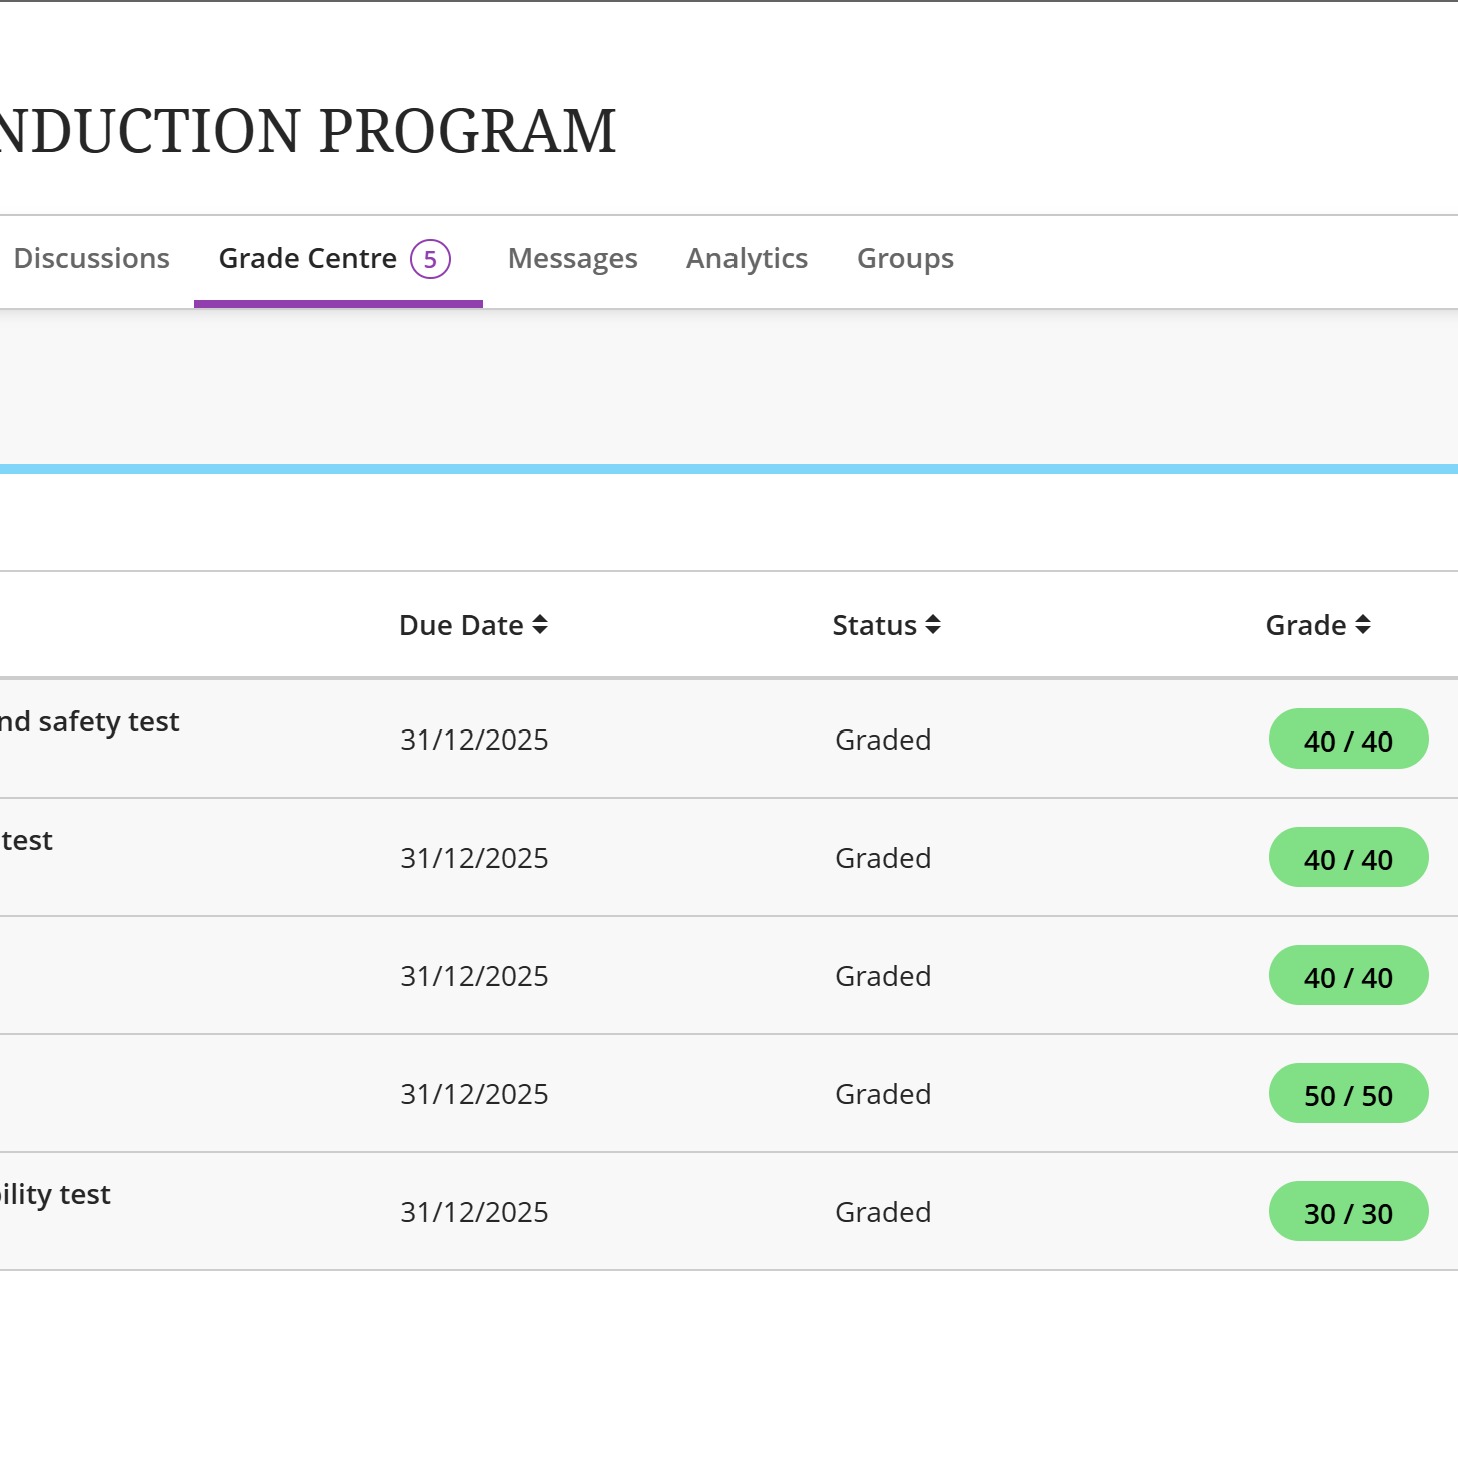 NDUCTION PROGRAM
Discussions Grade Centre 5 Messages Analytics Groups
Due Date Status Grade
nd safety test
31/12/2025 Graded 40 / 40
test
31/12/2025 Graded 40 / 40
31/12/2025 Graded 40 / 40
31/12/2025 Graded 50 / 50
ility test
31/12/2025 Graded 30 / 30